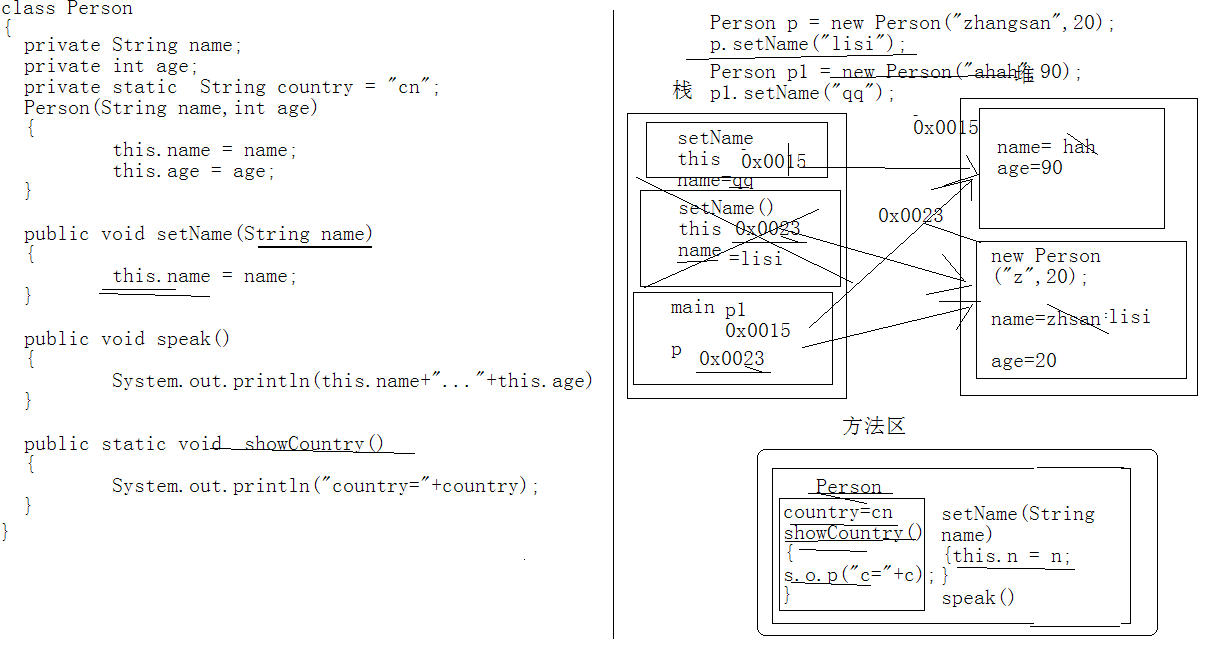 class Person
{
private String name;
private int age;
private static  String country = "cn";
Person(String name,int age)
{
this.name = name;
this.age = age;
}
public void setName(String name)
{
this.name = name;
}
public void speak()
{
System.out.println(this.name+"..."+this.age)
}
public static void  showCountry()
{
System.out.println("country="+country);
}
}
Person p = new Person("zhangsan",20);
p.setName("lisi");
Person p1 = new Person("ahah", 90);
p1.setName("qq");
栈
堆
setName
this  0x0015
name=qq
setName()
this 0x0023
name =lisi
main p1
0x0015
p  0x0023
0x0015
name= hah
age=90
0x0023
new Person
("z",20);
name=zhsan:lisi
age=20
方法区
Person
country=cn
showCountry()
{
s.o.p("c="+c);
}
setName(String
name)
{this.n = n;
}
speak()